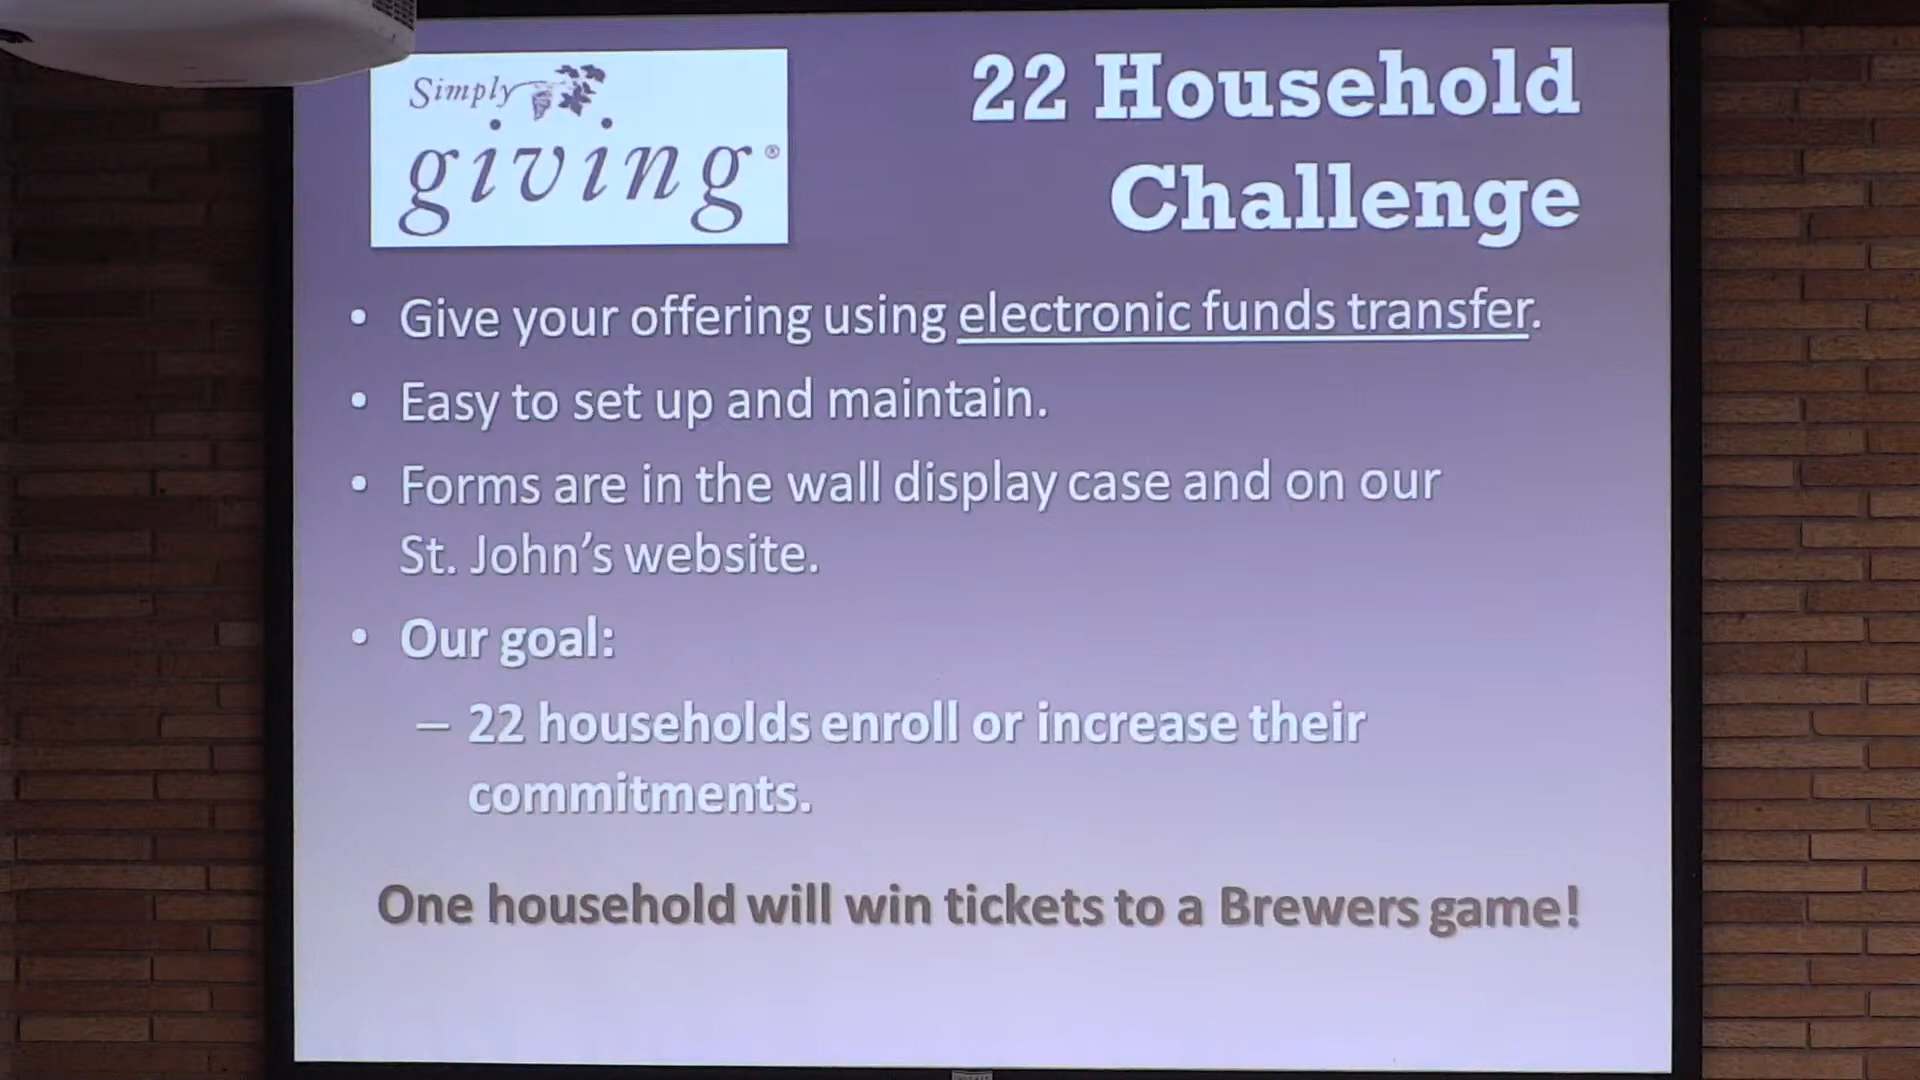 Simply
giving®
22 Household
Challenge
• Give your offering using electronic funds transfer.
• Easy to set up and maintain.
• Forms are in the wall display case and on our
St. John's website.
• Our goal:
– 22 households enroll or increase their
commitments.
One household will win tickets to a Brewers game!